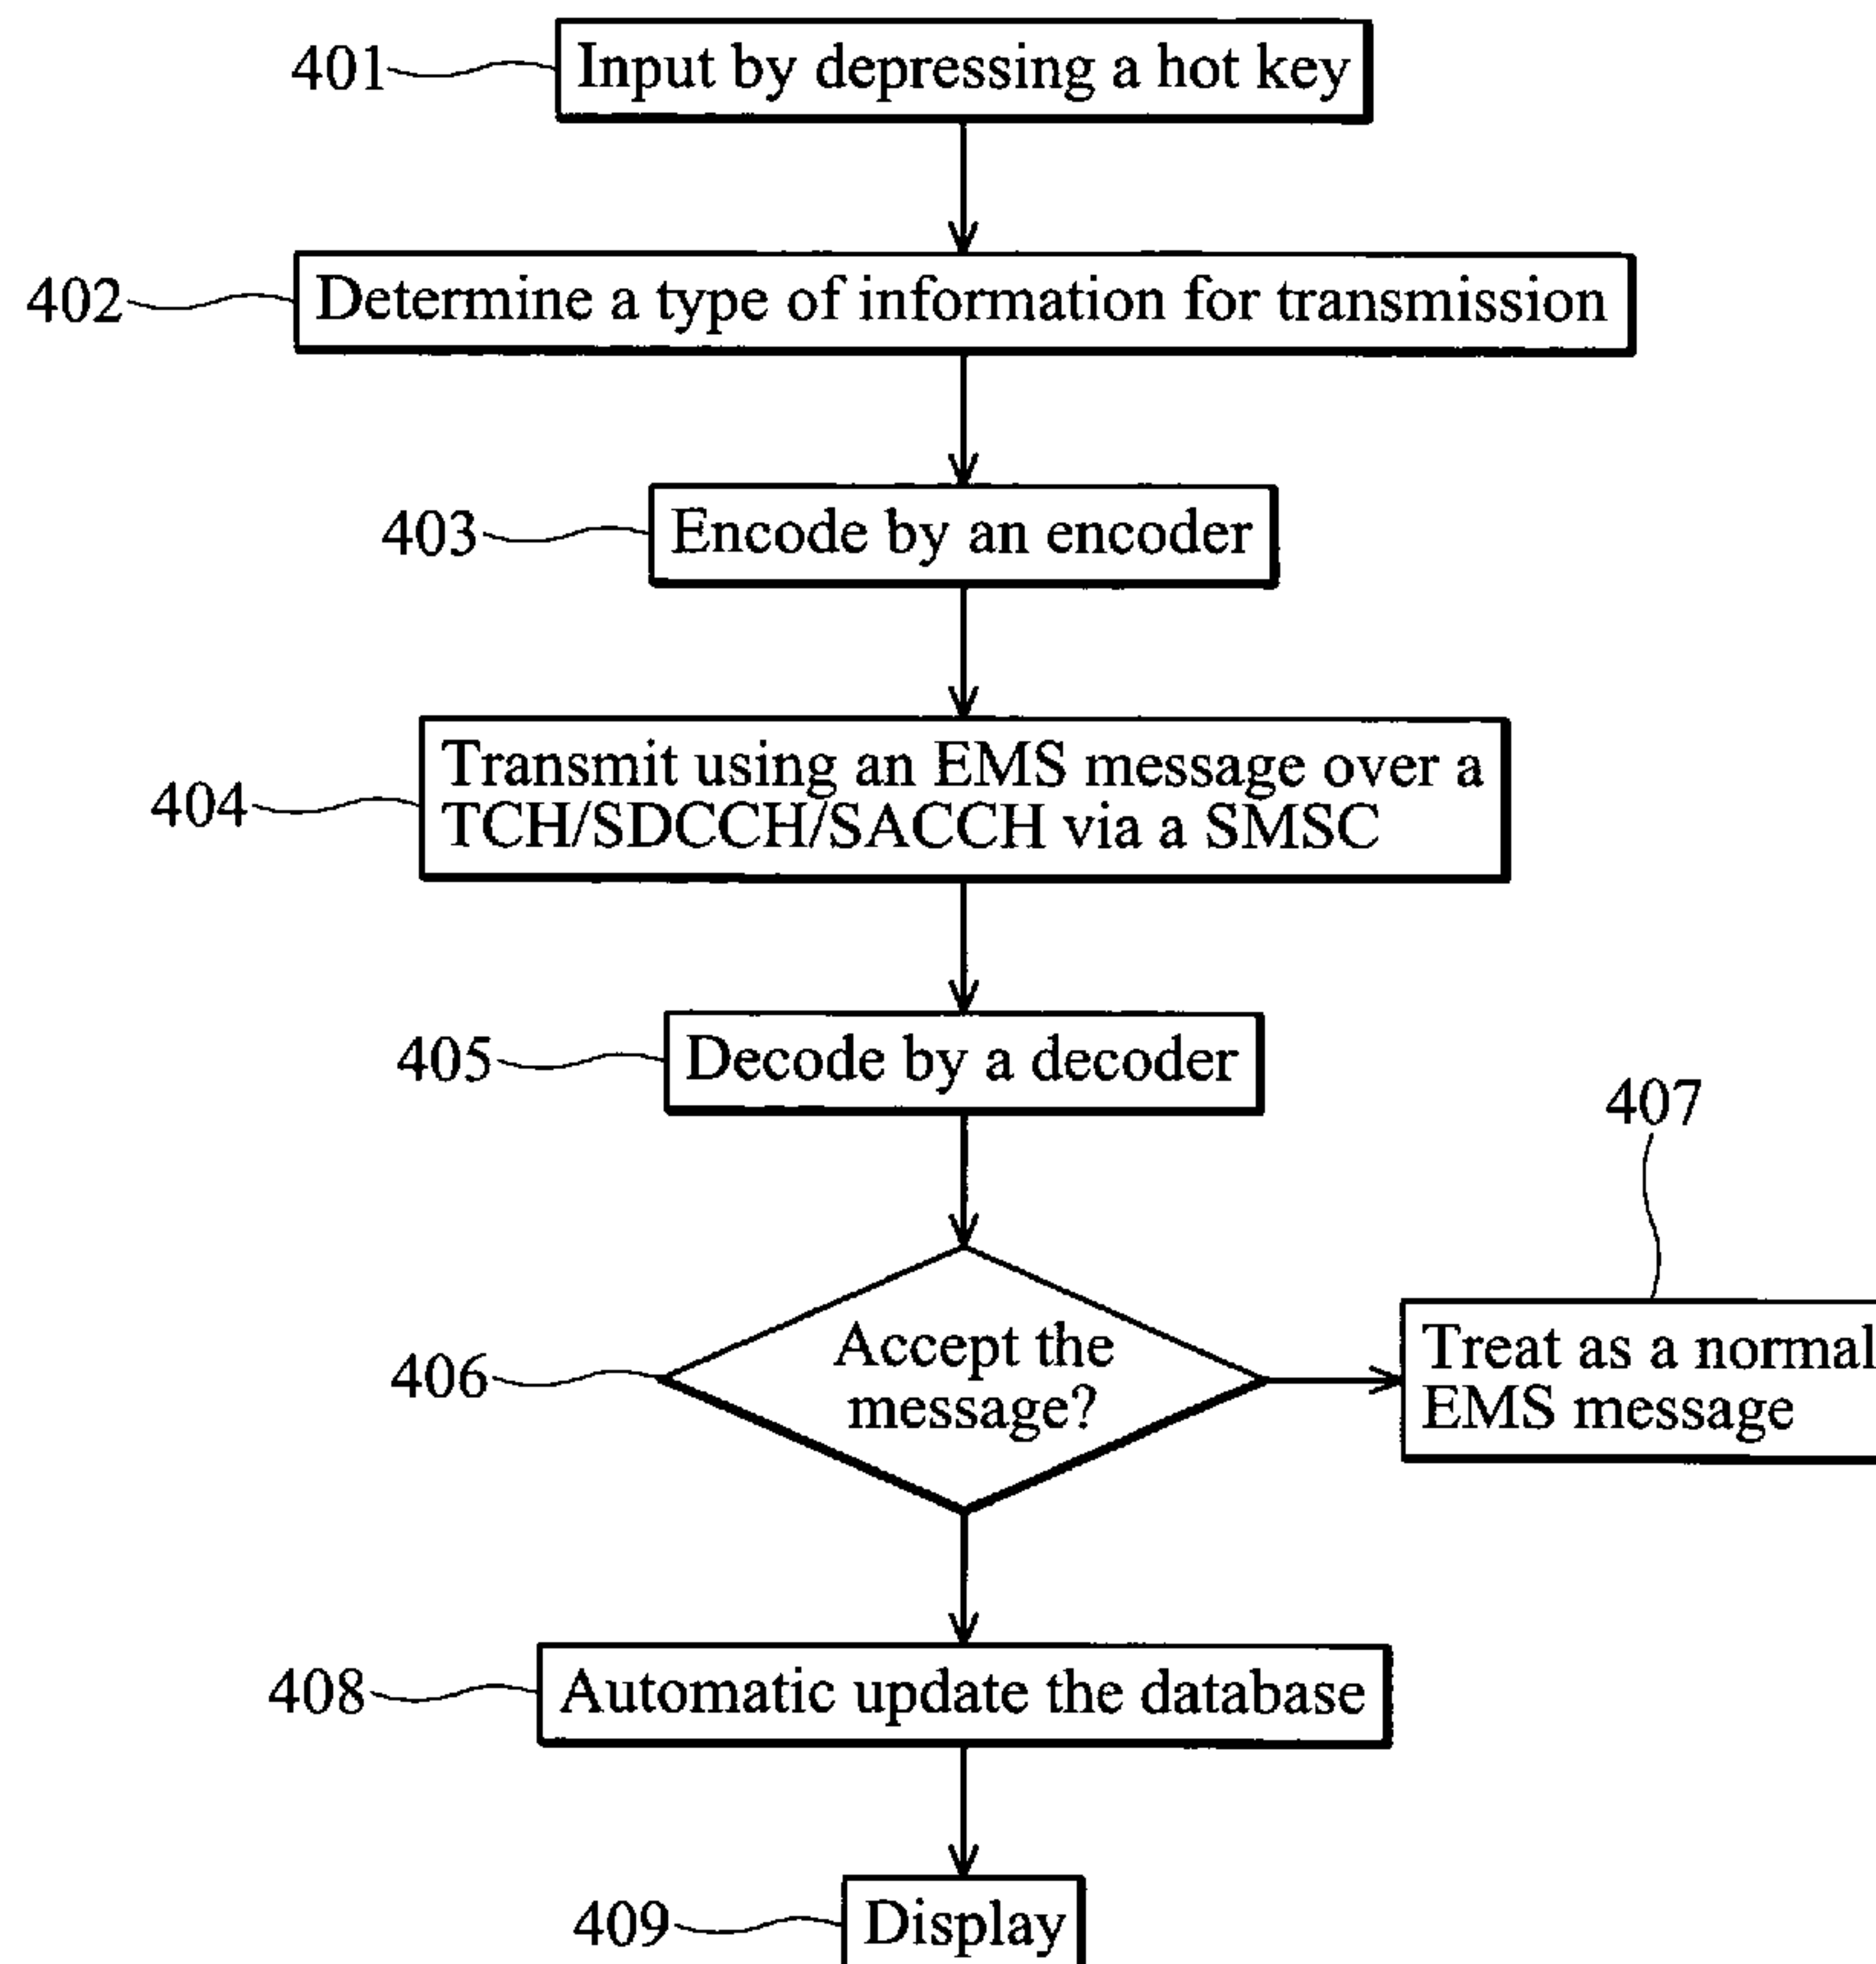 401
Input by depressing a hot key
402
Determine a type of information for transmission
403
Encode by an encoder
404
Transmit using an EMS message over a
TCH/SDCCH/SACCH via a SMSC
405
Decode by a decoder
407
406
Accept the
message?
Treat as a normal
EMS message
408
Automatic update the database
409
Display